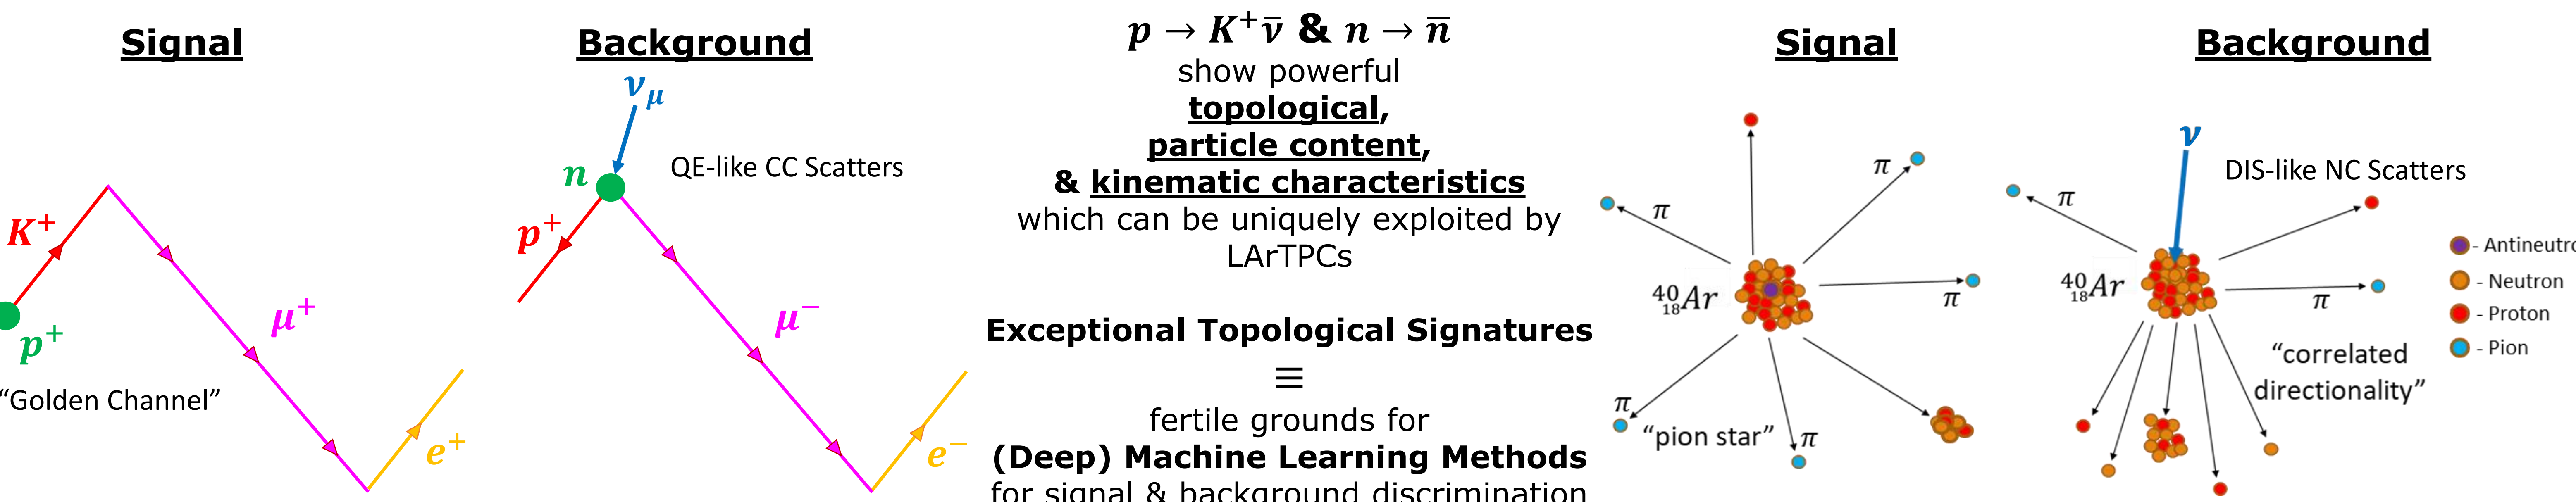 Signal
K⁺
p⁺
μ⁺
e⁺
“Golden Channel”
Background
νμ
n
QE-like CC Scatters
p⁺
μ⁻
e⁻
p → K⁺ν̄ & n → n̄
show powerful
topological,
particle content,
& kinematic characteristics
which can be uniquely exploited by
LArTPCs
Exceptional Topological Signatures
≡
fertile grounds for
(Deep) Machine Learning Methods
for signal & background discrimination
Signal
π
π
⁴⁰₁₈Ar
π
π
“pion star”
π
Background
ν
DIS-like NC Scatters
π
⁴⁰₁₈Ar
π
“correlated
directionality”
- Antineutro
- Neutron
- Proton
- Pion